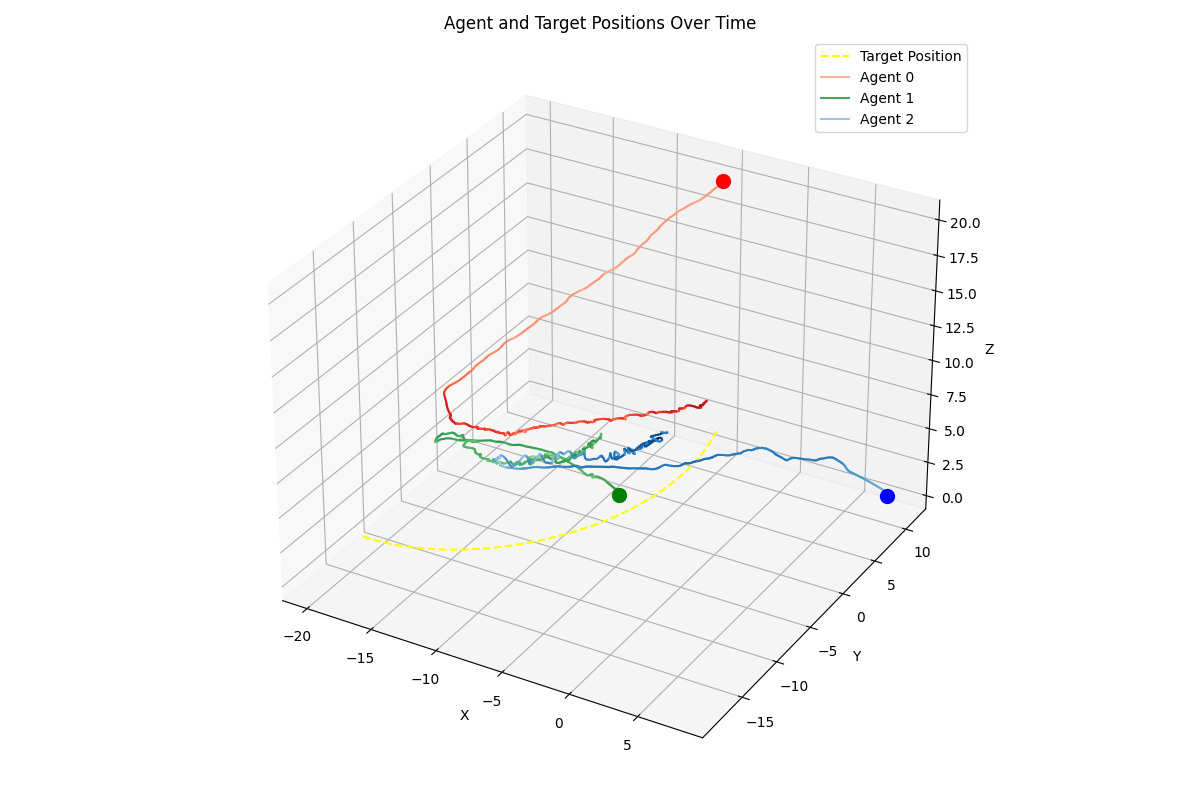 Agent and Target Positions Over Time
Target Position
Agent 0
Agent 1
Agent 2
20.0
17.5
15.0
12.5
10.0
7.5
5.0
2.5
0.0
Z
10
5
0
−5
−10
−15
Y
−20
−15
−10
−5
0
5
X